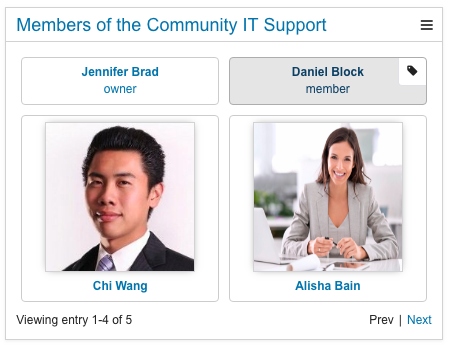 Members of the Community IT Support
Jennifer Brad
owner
Daniel Block
member
Chi Wang
Alisha Bain
Viewing entry 1-4 of 5
Prev | Next